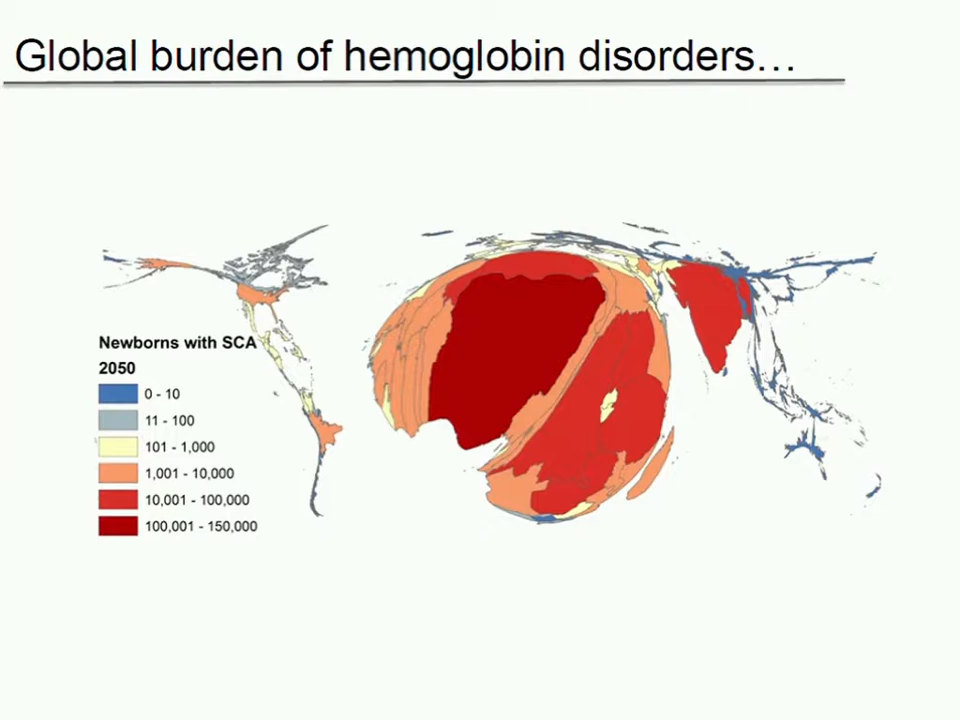 Global burden of hemoglobin disorders…
Newborns with SCA
2050
0 - 10
11 - 100
101 - 1,000
1,001 - 10,000
10,001 - 100,000
100,001 - 150,000